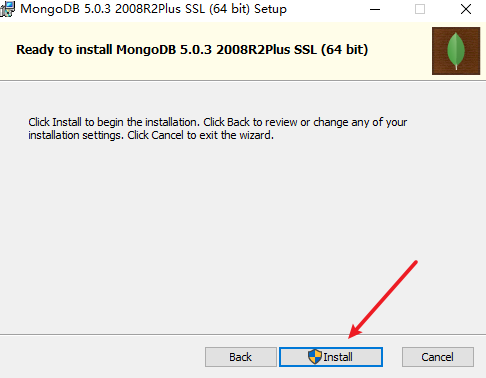 MongoDB 5.0.3 2008R2Plus SSL (64 bit) Setup
Ready to install MongoDB 5.0.3 2008R2Plus SSL (64 bit)
Click Install to begin the installation. Click Back to review or change any of your
installation settings. Click Cancel to exit the wizard.
Back Install Cancel